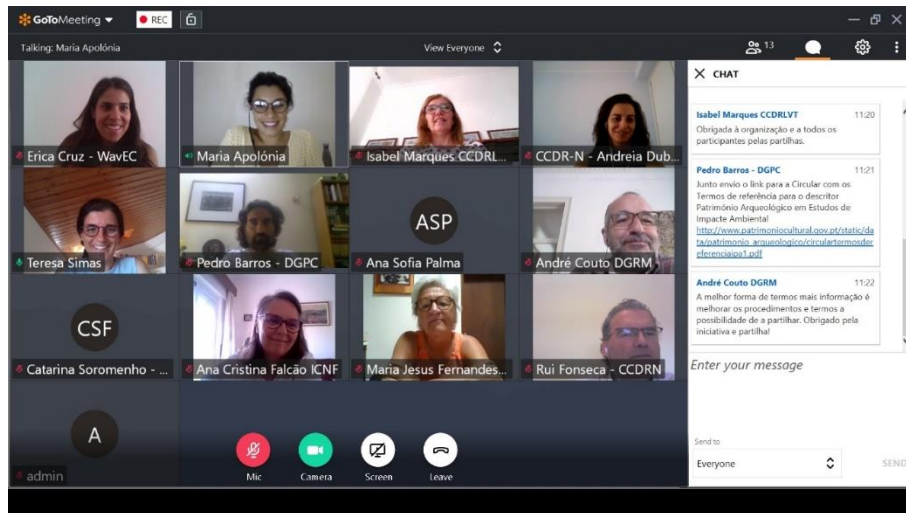 GoToMeeting
REC
Talking: Maria Apolónia
View Everyone
13
Erica Cruz - WavEC
Maria Apolónia
Isabel Marques CCDRL...
CCDR-N - Andreia Dub...
Teresa Simas
Pedro Barros - DGPC
ASP
Ana Sofia Palma
André Couto DGRM
CSF
Catarina Soromenho - ...
Ana Cristina Falcão ICNF
Maria Jesus Fernandes...
Rui Fonseca - CCDRN
A
admin
Mic
Camera
Screen
Leave
CHAT
Isabel Marques CCDRLVT 11:20
Obrigada à organização e a todos os
participantes pelas partilhas.
Pedro Barros - DGPC 11:21
Junto envio o link para a Circular com os
Termos de referência para o descritor
Património Arqueológico em Estudos de
Impacte Ambiental
http://www.patrimoniocultural.gov.pt/static/da
ta/patrimonio_arqueologico/circulartermosder
eferenciaipa1.pdf
André Couto DGRM 11:22
A melhor forma de termos mais informação é
melhorar os procedimentos e termos a
possibilidade de a partilhar. Obrigado pela
iniciativa e partilha!
Enter your message
Send to
Everyone
SEND